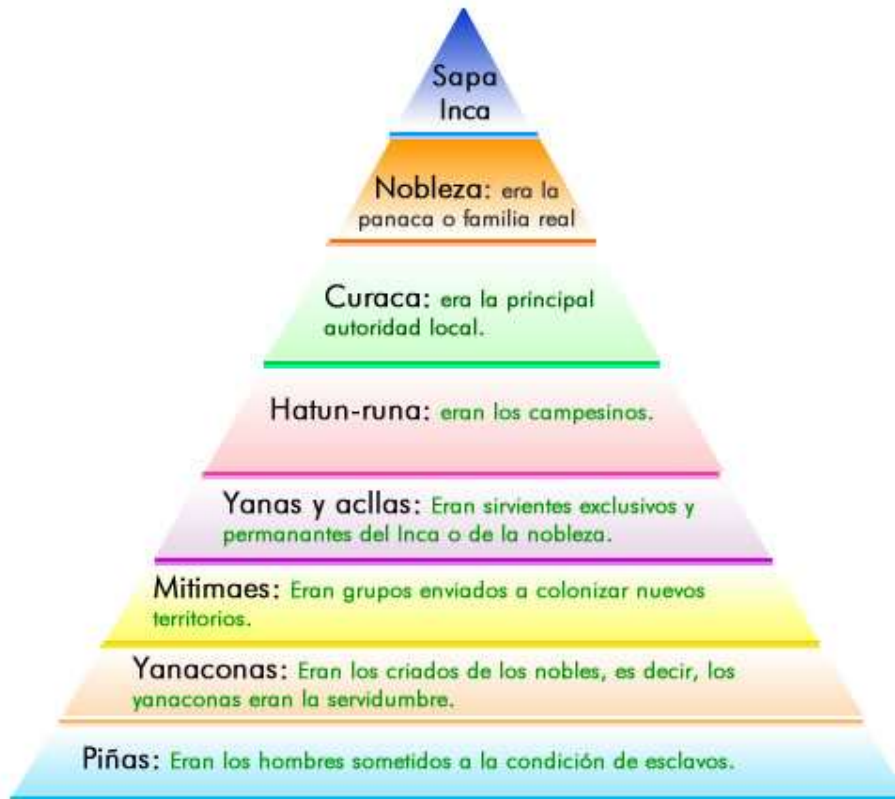 Sapa
Inca
Nobleza: era la
panaca o familia real
Curaca: era la principal
autoridad local.
Hatun-runa: eran los campesinos.
Yanas y acllas: Eran sirvientes exclusivos y
permanantes del Inca o de la nobleza.
Mitimaes: Eran grupos enviados a colonizar nuevos
territorios.
Yanaconas: Eran los criados de los nobles, es decir, los
yanaconas eran la servidumbre.
Piñas: Eran los hombres sometidos a la condición de esclavos.